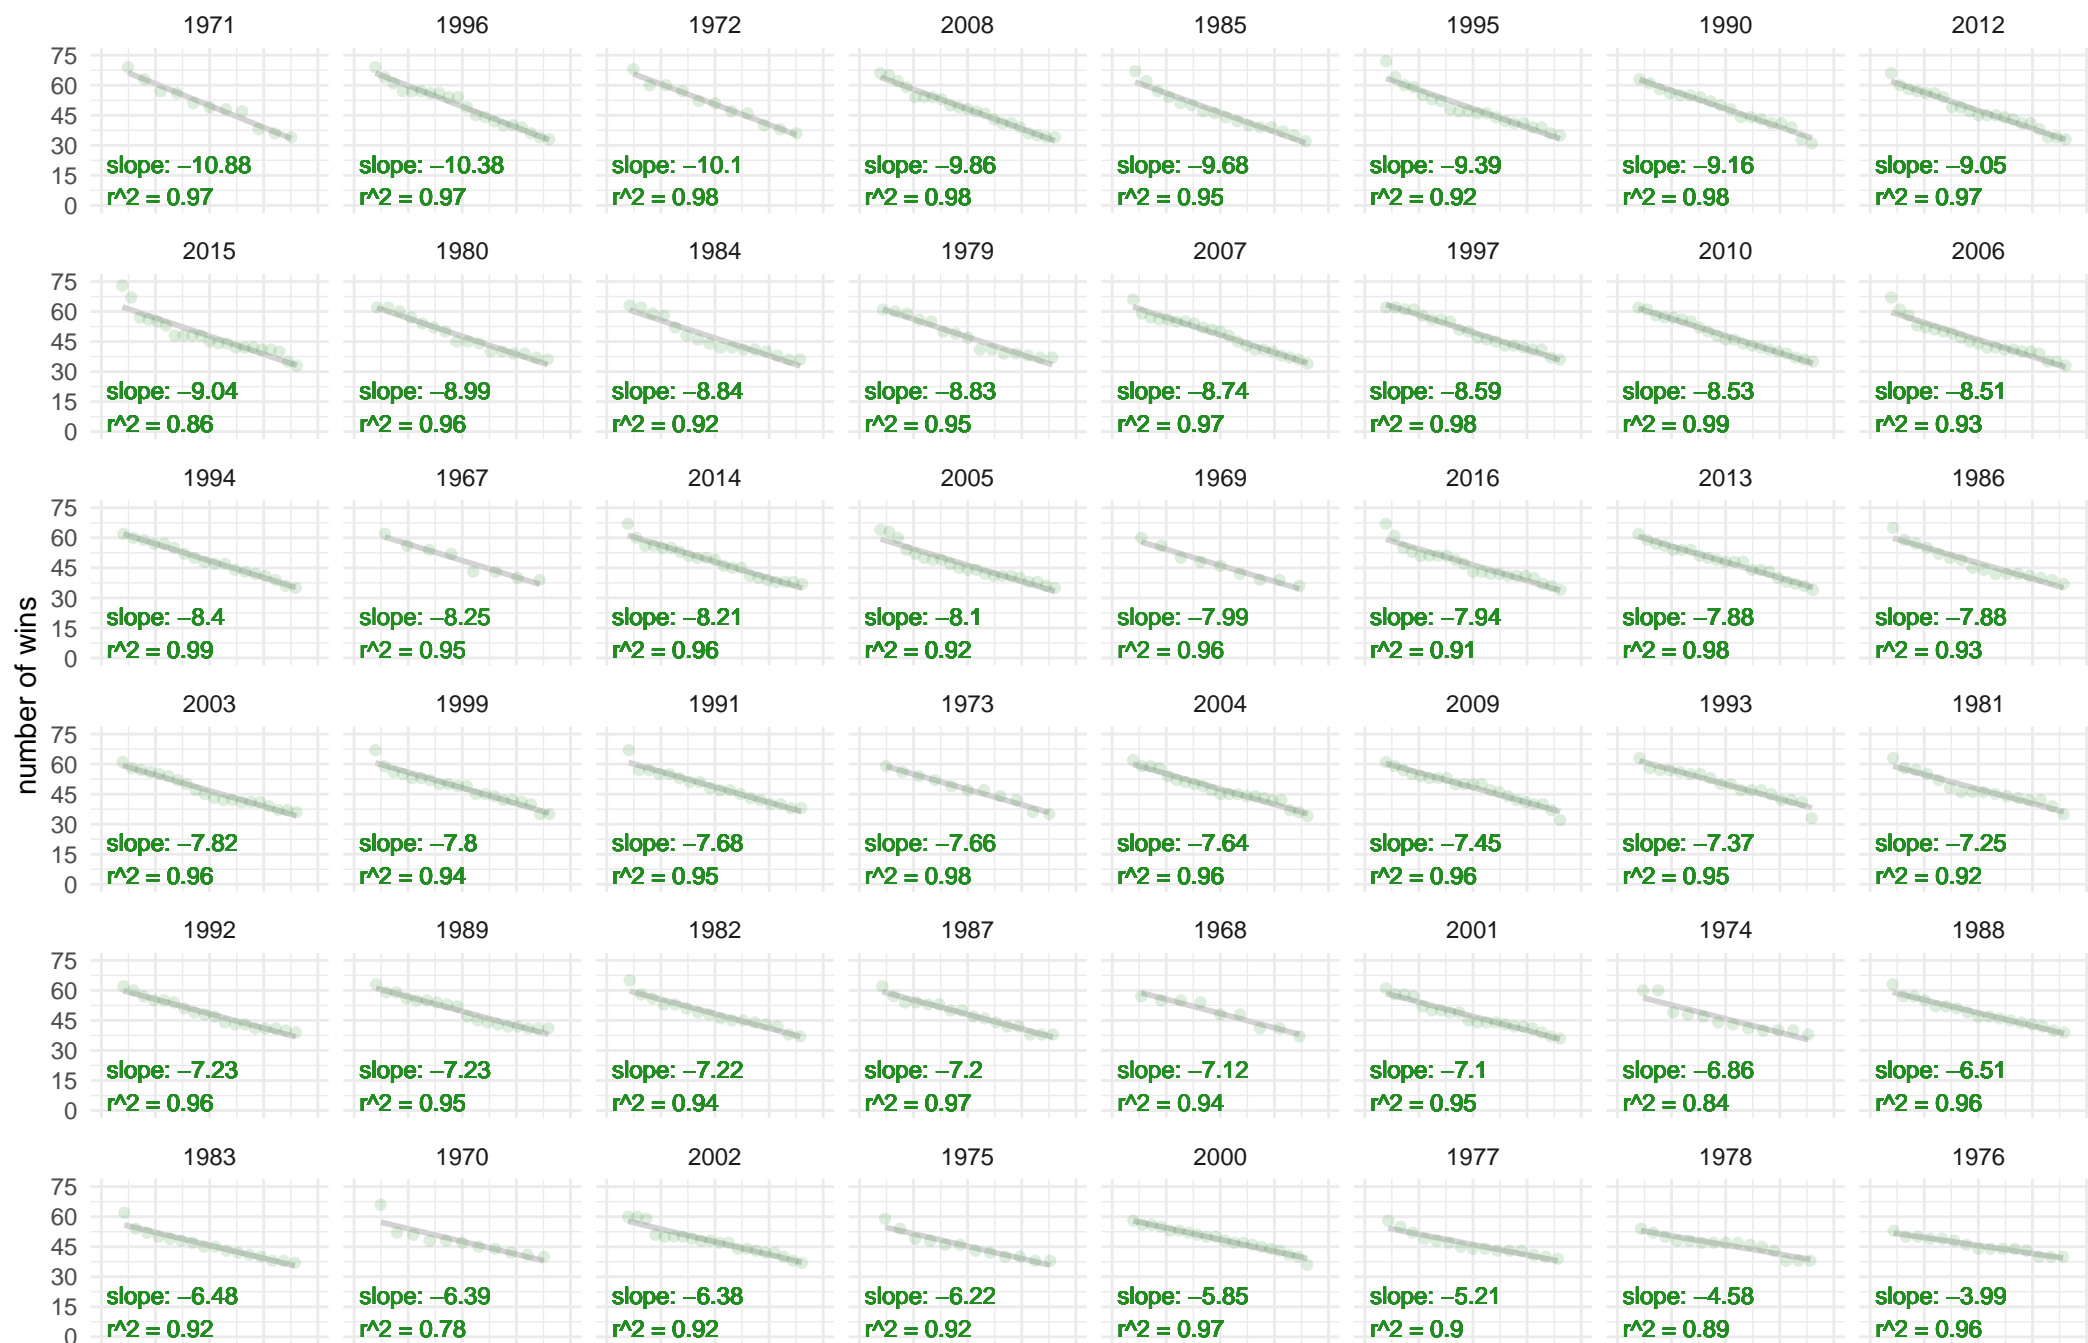 1971 1996 1972 2008 1985 1995 1990 2012
75
60
45
30
15
0
slope: −10.88 slope: −10.38 slope: −10.1 slope: −9.86 slope: −9.68 slope: −9.39 slope: −9.16 slope: −9.05
r^2 = 0.97 r^2 = 0.97 r^2 = 0.98 r^2 = 0.98 r^2 = 0.95 r^2 = 0.92 r^2 = 0.98 r^2 = 0.97
2015 1980 1984 1979 2007 1997 2010 2006
75
60
45
30
15
0
slope: −9.04 slope: −8.99 slope: −8.84 slope: −8.83 slope: −8.74 slope: −8.59 slope: −8.53 slope: −8.51
r^2 = 0.86 r^2 = 0.96 r^2 = 0.92 r^2 = 0.95 r^2 = 0.97 r^2 = 0.98 r^2 = 0.99 r^2 = 0.93
1994 1967 2014 2005 1969 2016 2013 1986
75
60
45
30
15
0
slope: −8.4 slope: −8.25 slope: −8.21 slope: −8.1 slope: −7.99 slope: −7.94 slope: −7.88 slope: −7.88
r^2 = 0.99 r^2 = 0.95 r^2 = 0.96 r^2 = 0.92 r^2 = 0.96 r^2 = 0.91 r^2 = 0.98 r^2 = 0.93
number of wins
2003 1999 1991 1973 2004 2009 1993 1981
75
60
45
30
15
0
slope: −7.82 slope: −7.8 slope: −7.68 slope: −7.66 slope: −7.64 slope: −7.45 slope: −7.37 slope: −7.25
r^2 = 0.96 r^2 = 0.94 r^2 = 0.95 r^2 = 0.98 r^2 = 0.96 r^2 = 0.96 r^2 = 0.95 r^2 = 0.92
1992 1989 1982 1987 1968 2001 1974 1988
75
60
45
30
15
0
slope: −7.23 slope: −7.23 slope: −7.22 slope: −7.2 slope: −7.12 slope: −7.1 slope: −6.86 slope: −6.51
r^2 = 0.96 r^2 = 0.95 r^2 = 0.94 r^2 = 0.97 r^2 = 0.94 r^2 = 0.95 r^2 = 0.84 r^2 = 0.96
1983 1970 2002 1975 2000 1977 1978 1976
75
60
45
30
15
0
slope: −6.48 slope: −6.39 slope: −6.38 slope: −6.22 slope: −5.85 slope: −5.21 slope: −4.58 slope: −3.99
r^2 = 0.92 r^2 = 0.78 r^2 = 0.92 r^2 = 0.92 r^2 = 0.97 r^2 = 0.9 r^2 = 0.89 r^2 = 0.96